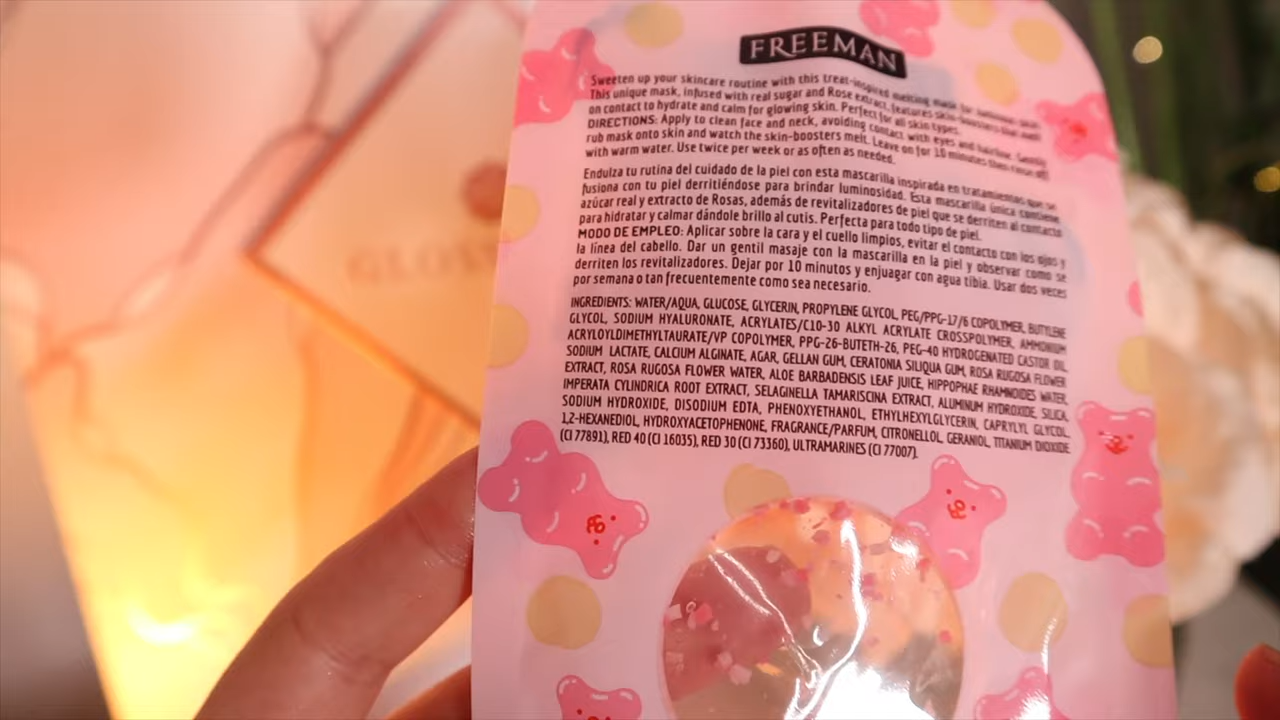 FREEMAN
Sweeten up your skincare routine with this treat-inspired melting mask for luminous skin.
This unique mask, infused with real sugar and Rose extract, features skin-boosters that melt
on contact to hydrate and calm for glowing skin. Perfect for all skin types.
DIRECTIONS: Apply to clean face and neck, avoiding contact with eyes and hairline. Gently
rub mask onto skin and watch the skin-boosters melt. Leave on for 10 minutes then rinse off
with warm water. Use twice per week or as often as needed.
Endulza tu rutina del cuidado de la piel con esta mascarilla inspirada en tratamientos que se
fusiona con tu piel derritiéndose para brindar luminosidad. Esta mascarilla única contiene
azúcar real y extracto de Rosas, además de revitalizadores de piel que se derriten al contacto
para hidratar y calmar dándole brillo al cutis. Perfecta para todo tipo de piel.
MODO DE EMPLEO: Aplicar sobre la cara y el cuello limpios, evitar el contacto con los ojos y
la línea del cabello. Dar un gentil masaje con la mascarilla en la piel y observar como se
derriten los revitalizadores. Dejar por 10 minutos y enjuagar con agua tibia. Usar dos veces
por semana o tan frecuentemente como sea necesario.
INGREDIENTS: WATER/AQUA, GLUCOSE, GLYCERIN, PROPYLENE GLYCOL, PEG/PPG-17/6 COPOLYMER, BUTYLENE
GLYCOL, SODIUM HYALURONATE, ACRYLATES/C10-30 ALKYL ACRYLATE CROSSPOLYMER, AMMONIUM
ACRYLOYLDIMETHYLTAURATE/VP COPOLYMER, PPG-26-BUTETH-26, PEG-40 HYDROGENATED CASTOR OIL,
SODIUM LACTATE, CALCIUM ALGINATE, AGAR, GELLAN GUM, CERATONIA SILIQUA GUM, ROSA RUGOSA FLOWER
EXTRACT, ROSA RUGOSA FLOWER WATER, ALOE BARBADENSIS LEAF JUICE, HIPPOPHAE RHAMNOIDES WATER,
IMPERATA CYLINDRICA ROOT EXTRACT, SELAGINELLA TAMARISCINA EXTRACT, ALUMINUM HYDROXIDE, SILICA,
SODIUM HYDROXIDE, DISODIUM EDTA, PHENOXYETHANOL, ETHYLHEXYLGLYCERIN, CAPRYLYL GLYCOL,
1,2-HEXANEDIOL, HYDROXYACETOPHENONE, FRAGRANCE/PARFUM, CITRONELLOL, GERANIOL, TITANIUM DIOXIDE
(CI 77891), RED 40 (CI 16035), RED 30 (CI 73360), ULTRAMARINES (CI 77007).